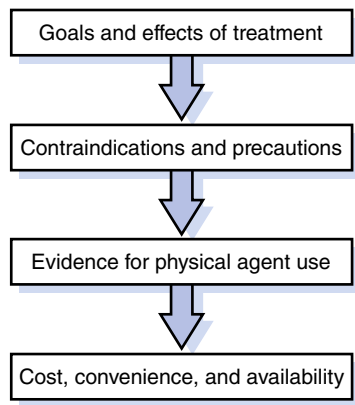 Goals and effects of treatment
Contraindications and precautions
Evidence for physical agent use
Cost, convenience, and availability